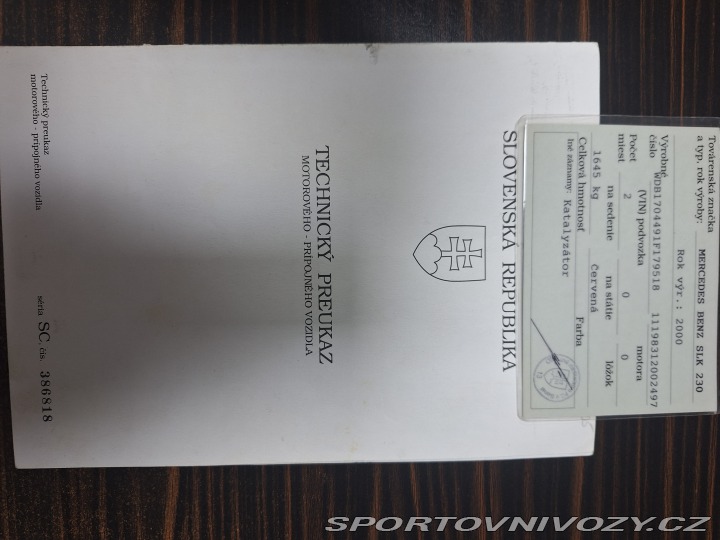 SLOVENSKÁ REPUBLIKA
TECHNICKÝ PREUKAZ
MOTOROVÉHO - PRÍPOJNÉHO VOZIDLA
Technický preukaz
motorového - prípojného vozidla
séria SC. čís. 386818
Továrenská značka
a typ, rok výroby: MERCEDES BENZ SLK 230
Rok výr.: 2000
Výrobné WDB1704491F179518 11198312002497
číslo (VIN) podvozka motora
Počet 2 0 0
miest na sedenie na státie lôžok
1645 kg Červená
Celková hmotnosť Farba
Iné záznamy: Katalyzátor
SPORTOVNIVOZY.CZ